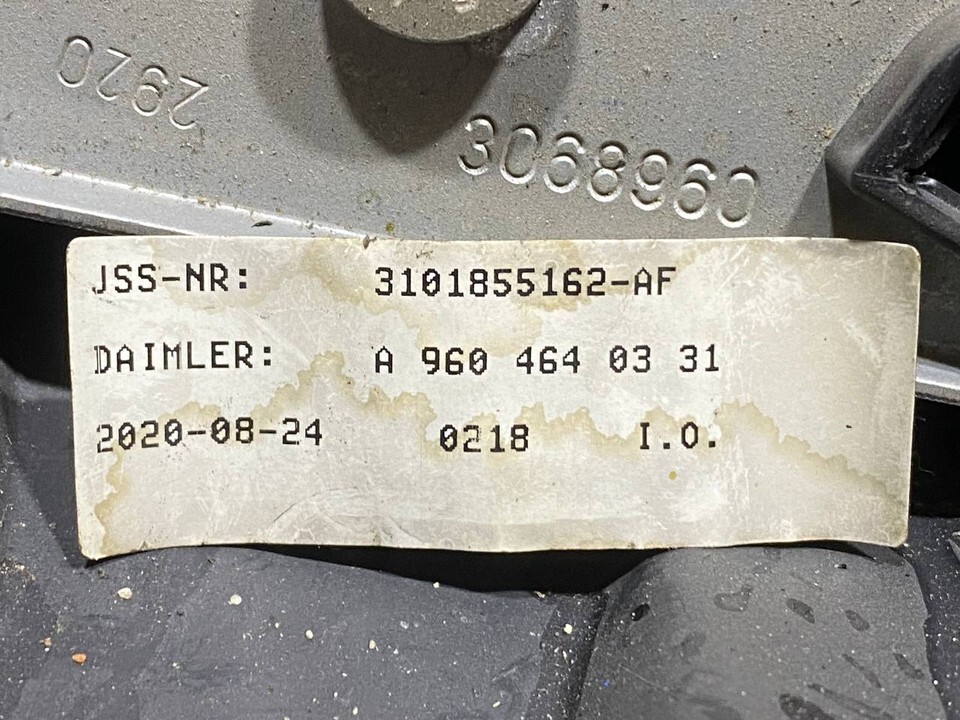 2920
3068960
JSS-NR: 3101855162-AF
DAIMLER: A 960 464 03 31
2020-08-24 0218 I.O.